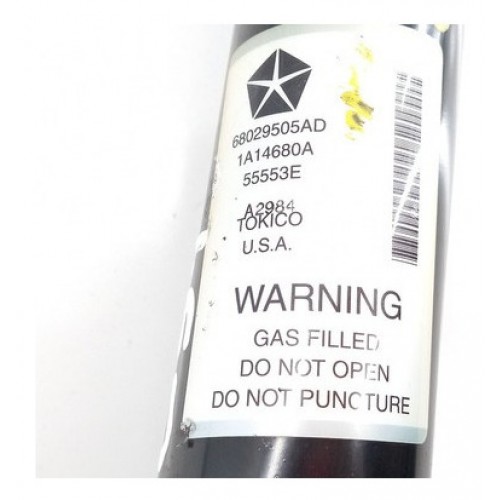 68029505AD
1A14680A
55553E
A2984
TOKICO
U.S.A.
WARNING
GAS FILLED
DO NOT OPEN
DO NOT PUNCTURE